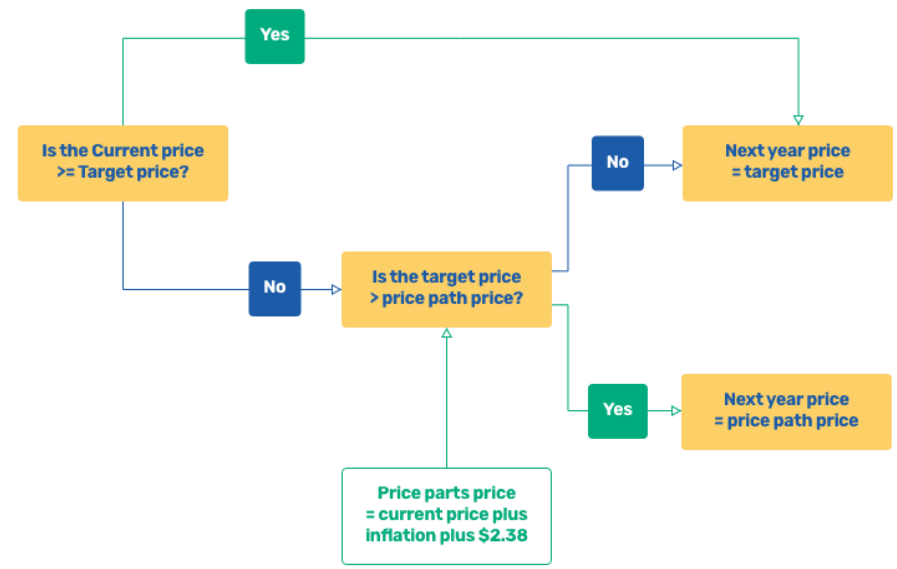 Yes
Is the Current price
>= Target price?
No
Next year price
= target price
No
Is the target price
> price path price?
Yes
Next year price
= price path price
Price parts price
= current price plus
inflation plus $2.38